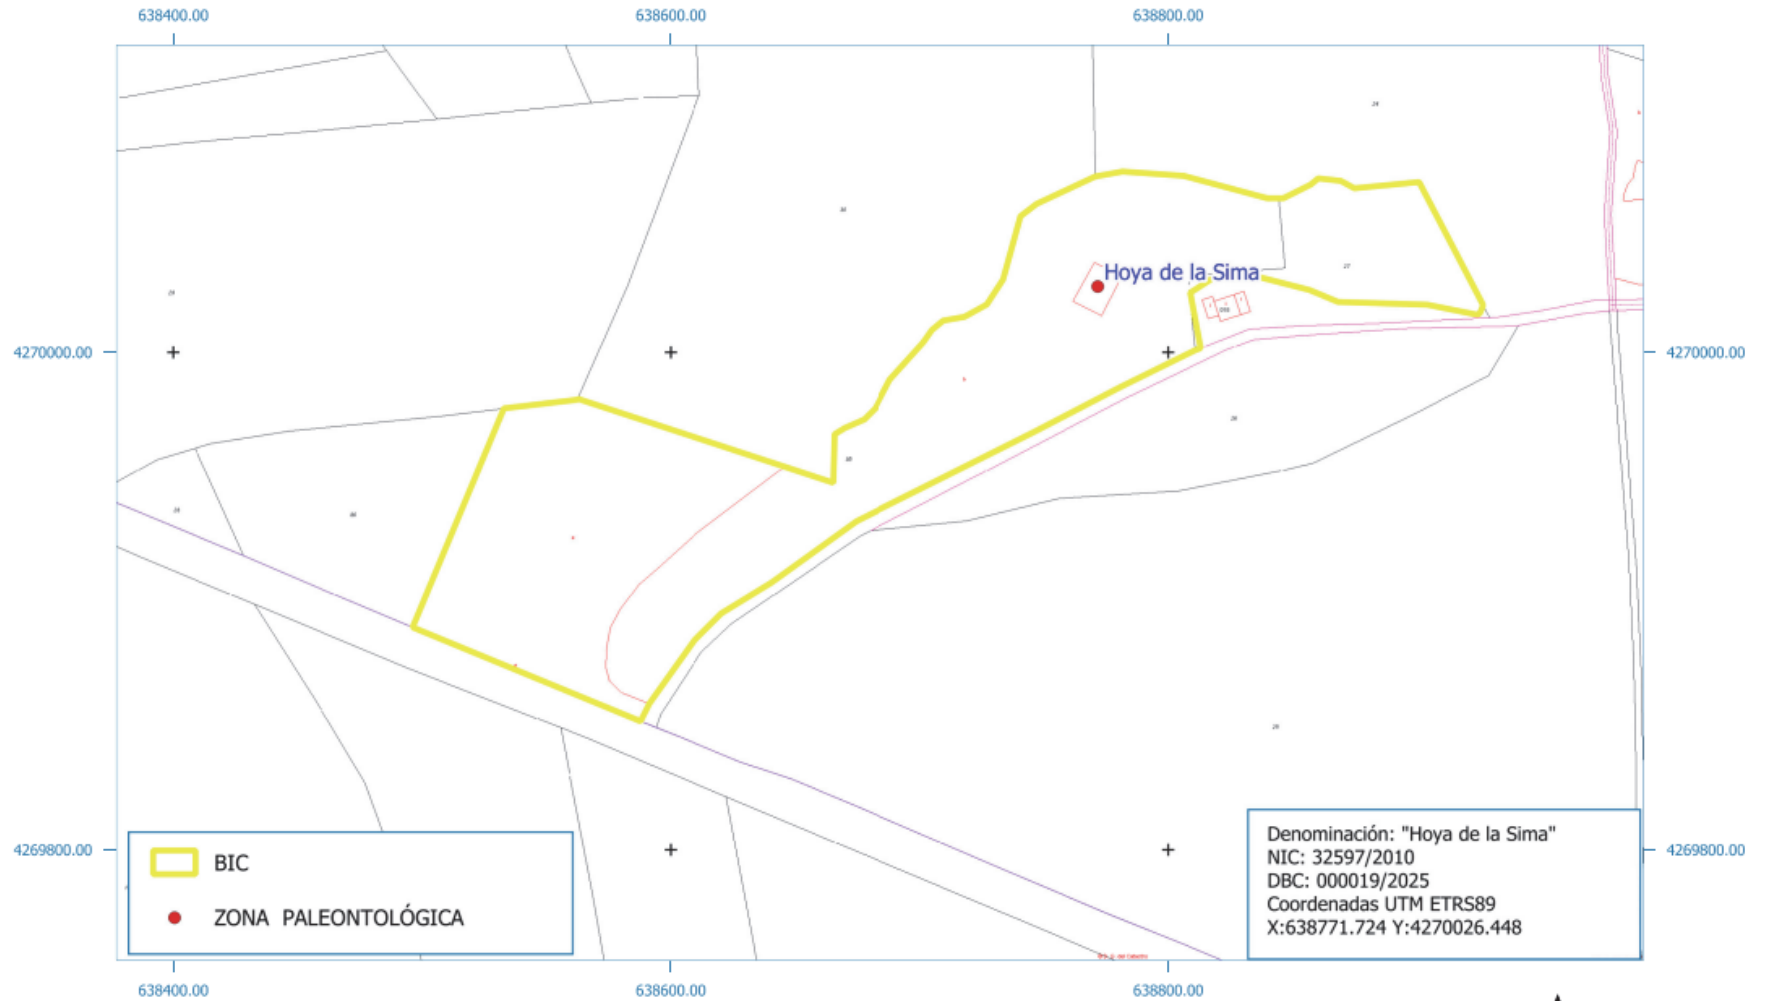 638400.00 638600.00 638800.00
Hoya de la Sima
4270000.00 4270000.00
4269800.00 4269800.00
BIC
ZONA PALEONTOLÓGICA
Denominación: "Hoya de la Sima"
NIC: 32597/2010
DBC: 000019/2025
Coordenadas UTM ETRS89
X:638771.724 Y:4270026.448
638400.00 638600.00 638800.00